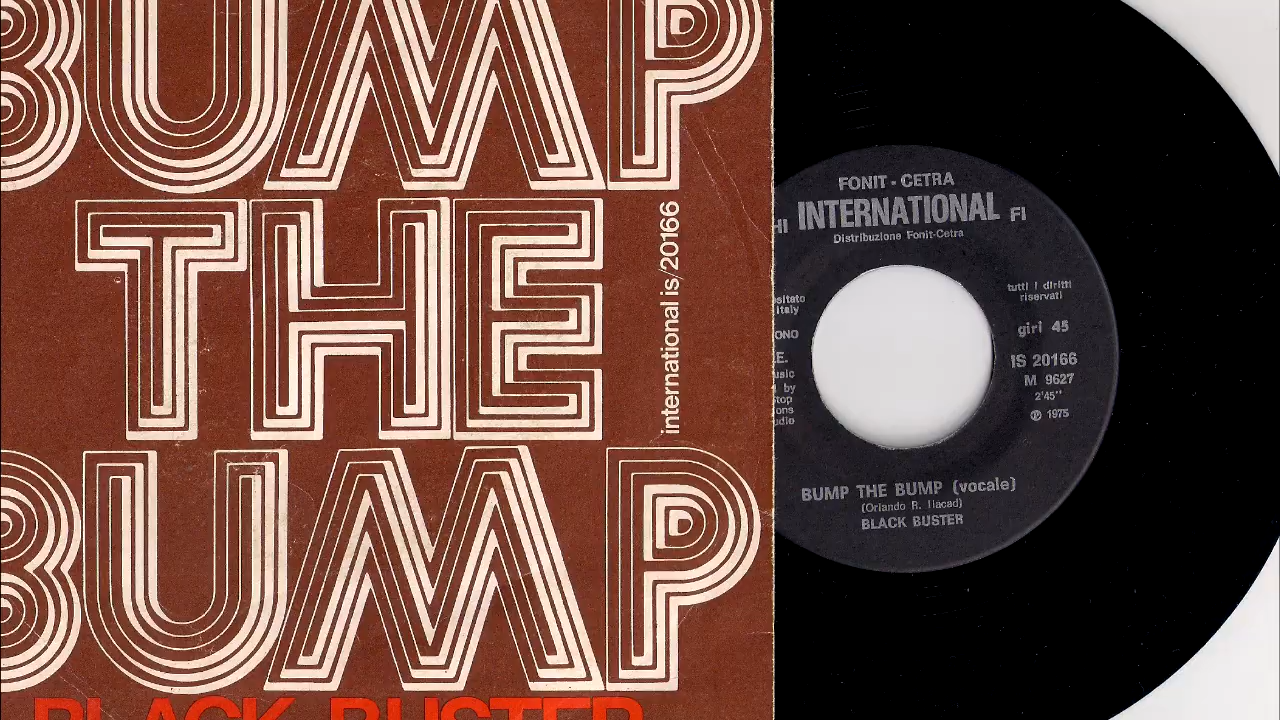 BUMP
THE
BUMP
BLACK BUSTER
international is/20166
FONIT - CETRA
INTERNATIONAL FI
Distribuzione Fonit-Cetra
tutti i diritti
riservati
giri 45
IS 20166
M 9627
2'45''
℗ 1975
BUMP THE BUMP (vocale)
(Orlando R. Ilacad)
BLACK BUSTER